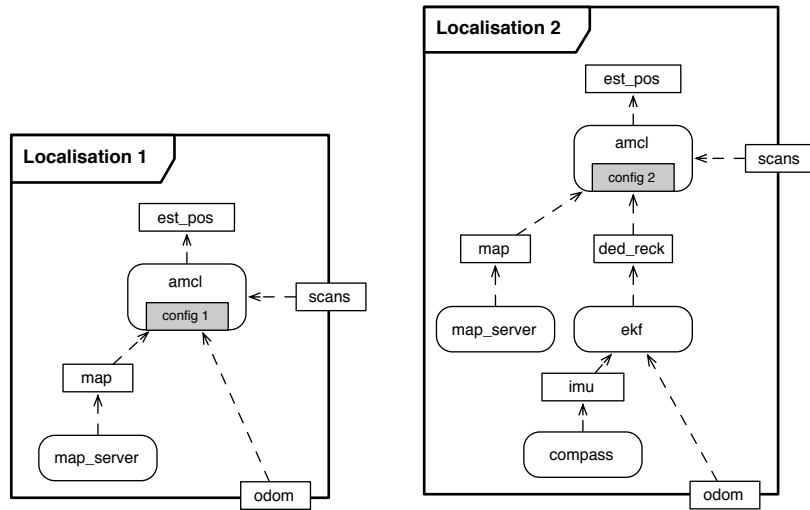 Localisation 1
est_pos
amcl
config 1
scans
map
map_server
odom
Localisation 2
est_pos
amcl
config 2
scans
map
ded_reck
map_server
ekf
imu
compass
odom